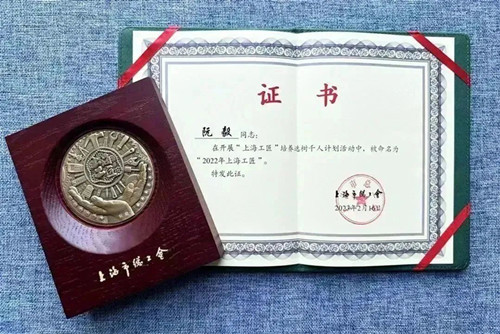 证书
阮毅 同志：
在开展“上海工匠”培养选树千人计划活动中，被命名为
“2022年上海工匠”。
特发此证。
上海市总工会
上海市總工會